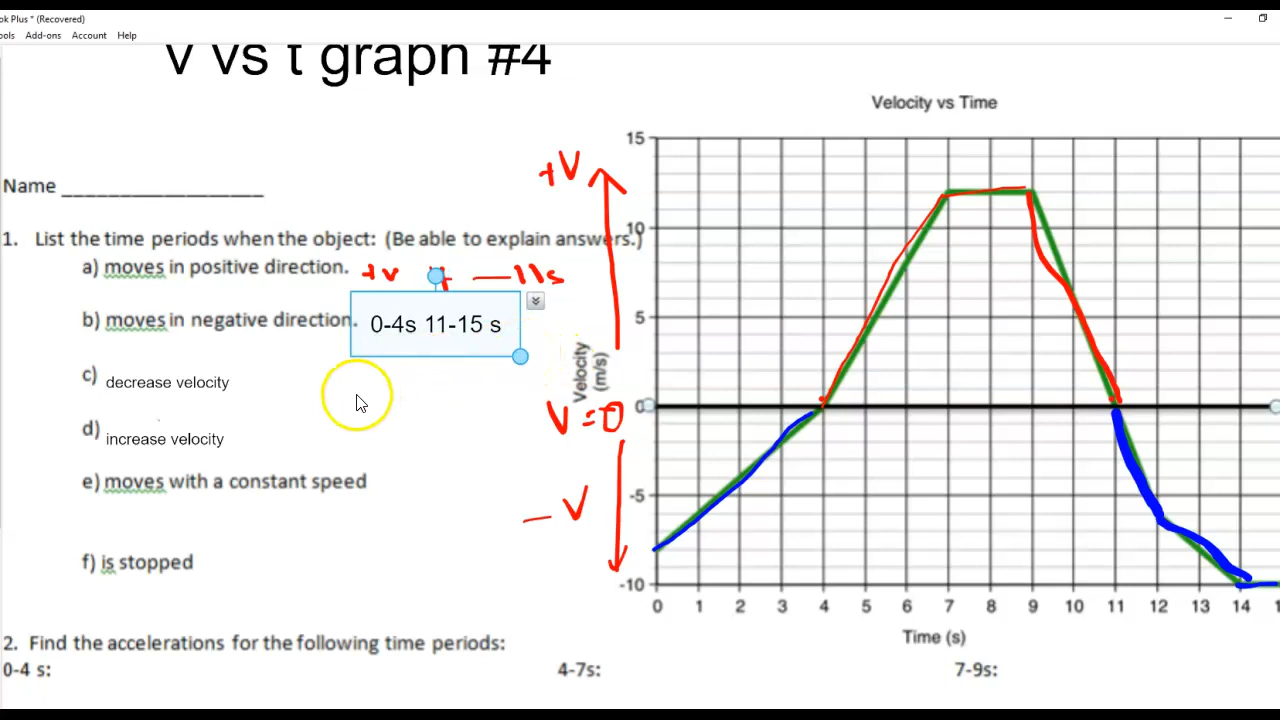 ok Plus * (Recovered)
ools Add-ons Account Help
v vs t graph #4
Name ____________________
1. List the time periods when the object: (Be able to explain answers.)
a) moves in positive direction. +v 4 — 11s
b) moves in negative direction. 0-4s 11-15 s
c) decrease velocity
d) increase velocity
e) moves with a constant speed
f) is stopped
2. Find the accelerations for the following time periods:
0-4 s: 4-7s: 7-9s:
Velocity vs Time
+V
V=0
– V
Velocity
(m/s)
15
10
5
0
-5
-10
0 1 2 3 4 5 6 7 8 9 10 11 12 13 14
Time (s)